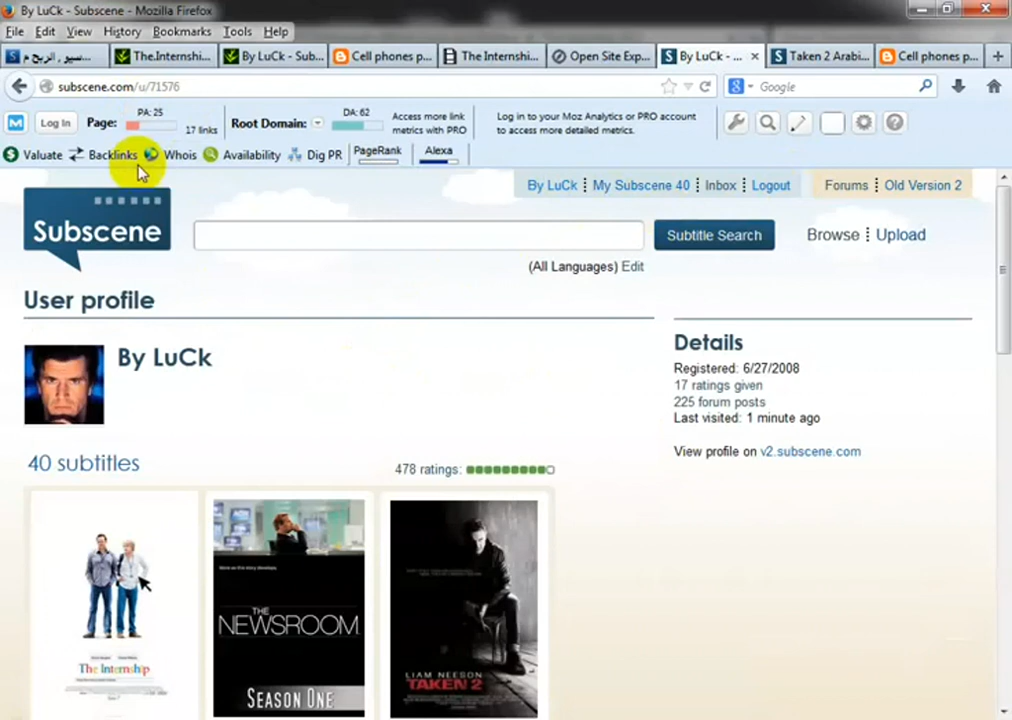 By LuCk - Subscene - Mozilla Firefox
File Edit View History Bookmarks Tools Help
سيو , الربح م...
The.Internshi...
By LuCk - Sub...
Cell phones p...
The Internshi...
Open Site Exp...
By LuCk - ...
Taken 2 Arabi...
Cell phones p...
subscene.com/u/71576
Google
Log In
Page:
PA: 25
17 links
Root Domain:
DA: 62
Access more link
metrics with PRO
Log in to your Moz Analytics or PRO account
to access more detailed metrics.
Valuate Backlinks Whois Availability Dig PR PageRank Alexa
By LuCk My Subscene 40 Inbox Logout Forums Old Version 2
Subscene
Subtitle Search
Browse Upload
(All Languages) Edit
User profile
By LuCk
Details
Registered: 6/27/2008
17 ratings given
225 forum posts
Last visited: 1 minute ago
View profile on v2.subscene.com
40 subtitles
478 ratings:
The Internship
THE
NEWSROOM
SEASON ONE
LIAM NEESON
TAKEN 2